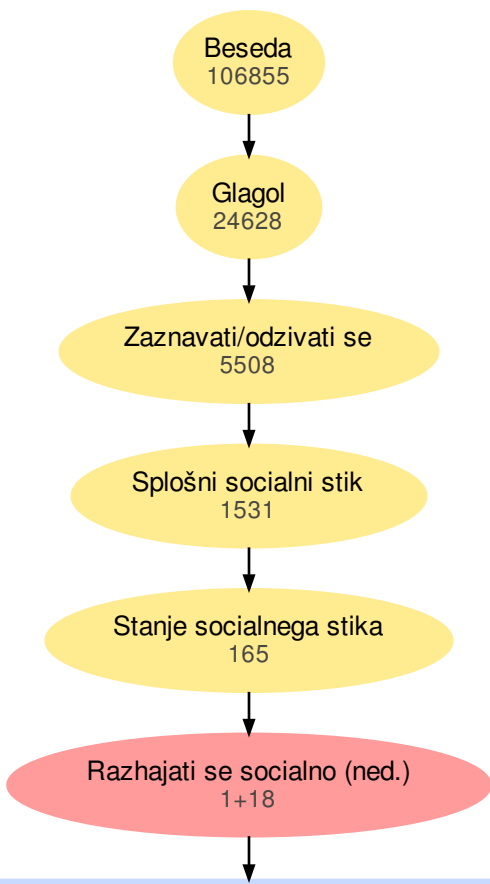 Beseda
106855
Glagol
24628
Zaznavati/odzivati se
5508
Splošni socialni stik
1531
Stanje socialnega stika
165
Razhajati se socialno (ned.)
1+18